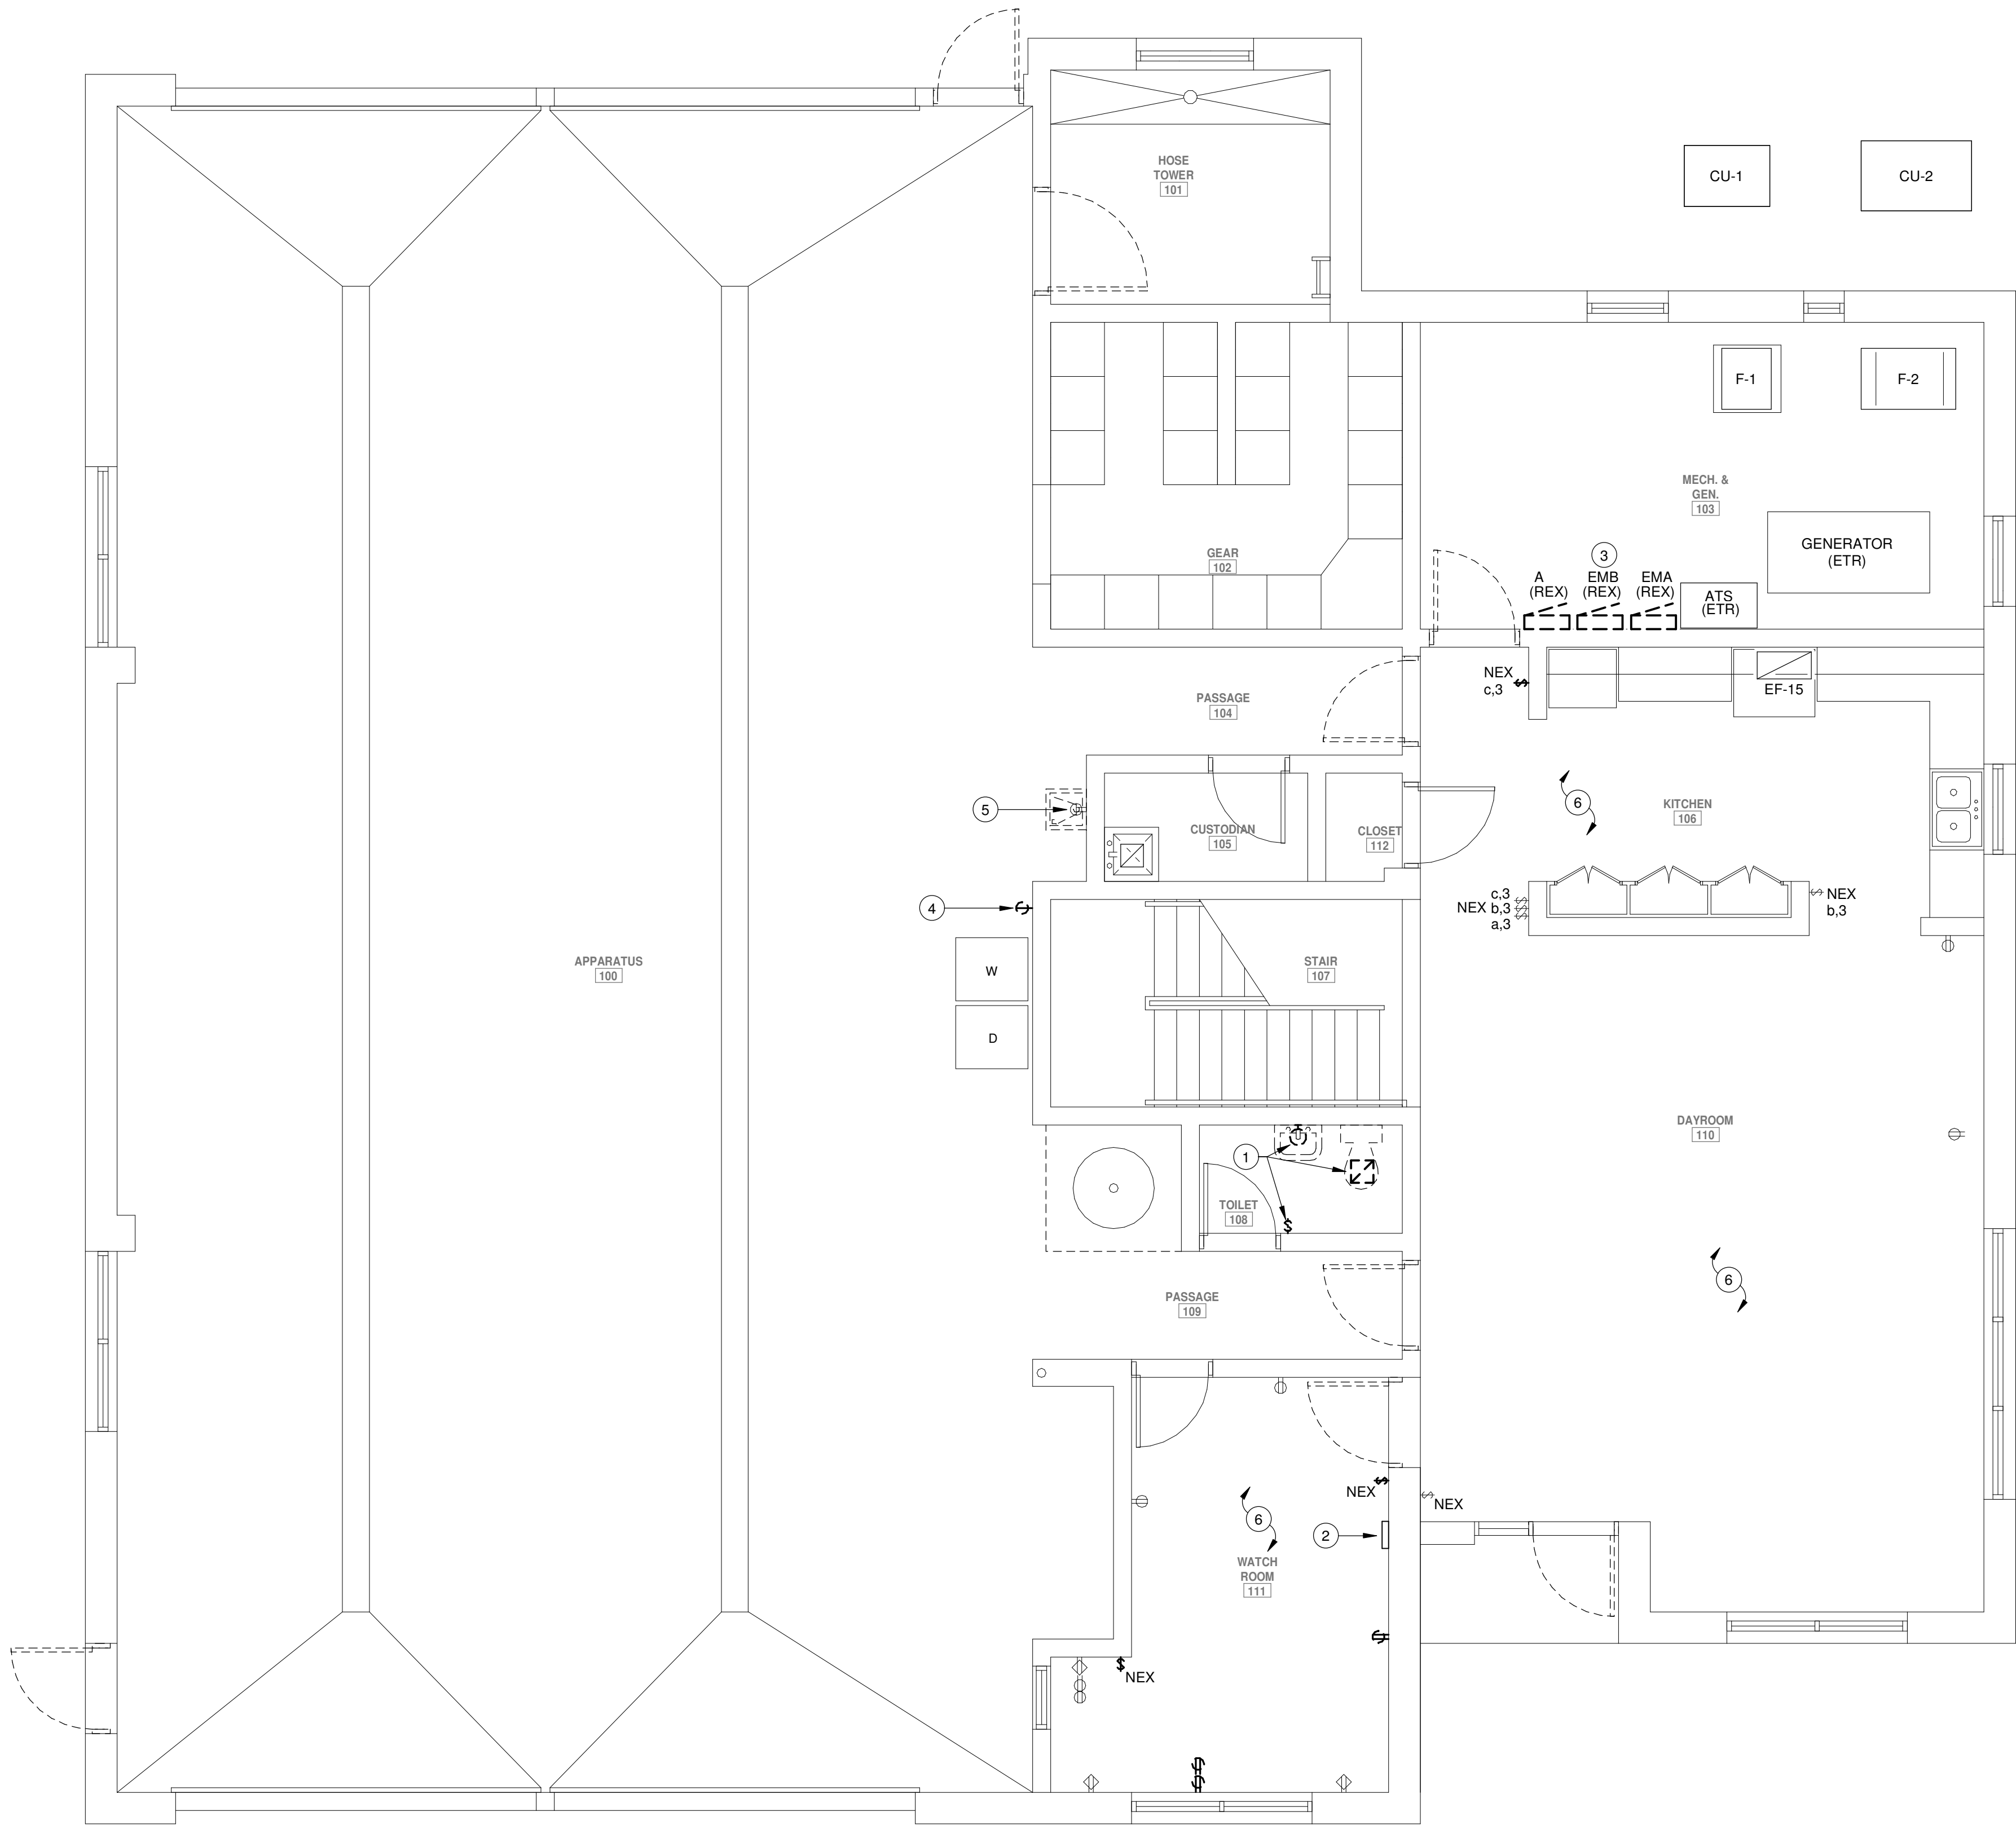 HOSE
TOWER
101
CU-1
CU-2
F-1
F-2
MECH. &
GEN.
103
GENERATOR
(ETR)
GEAR
102
3
A
(REX)
EMB
(REX)
EMA
(REX)
ATS
(ETR)
NEX
c,3
EF-15
PASSAGE
104
5
CUSTODIAN
105
CLOSET
112
6
KITCHEN
106
4
c,3
NEX b,3
a,3
NEX
b,3
APPARATUS
100
W
D
STAIR
107
DAYROOM
110
1
TOILET
108
$
6
PASSAGE
109
$
NEX
NEX
6
2
WATCH
ROOM
111
$
NEX